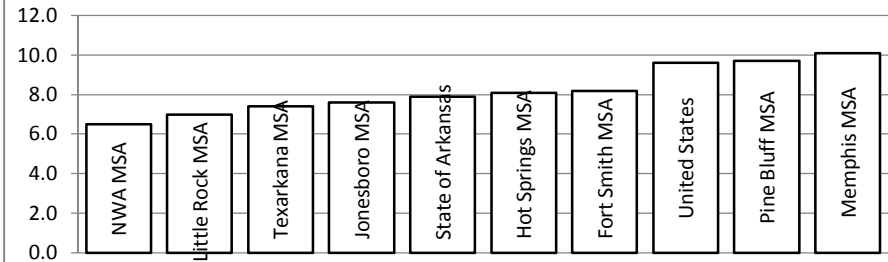 12.0
10.0
8.0
6.0
4.0
2.0
0.0
NWA MSA
Little Rock MSA
Texarkana MSA
Jonesboro MSA
State of Arkansas
Hot Springs MSA
Fort Smith MSA
United States
Pine Bluff MSA
Memphis MSA